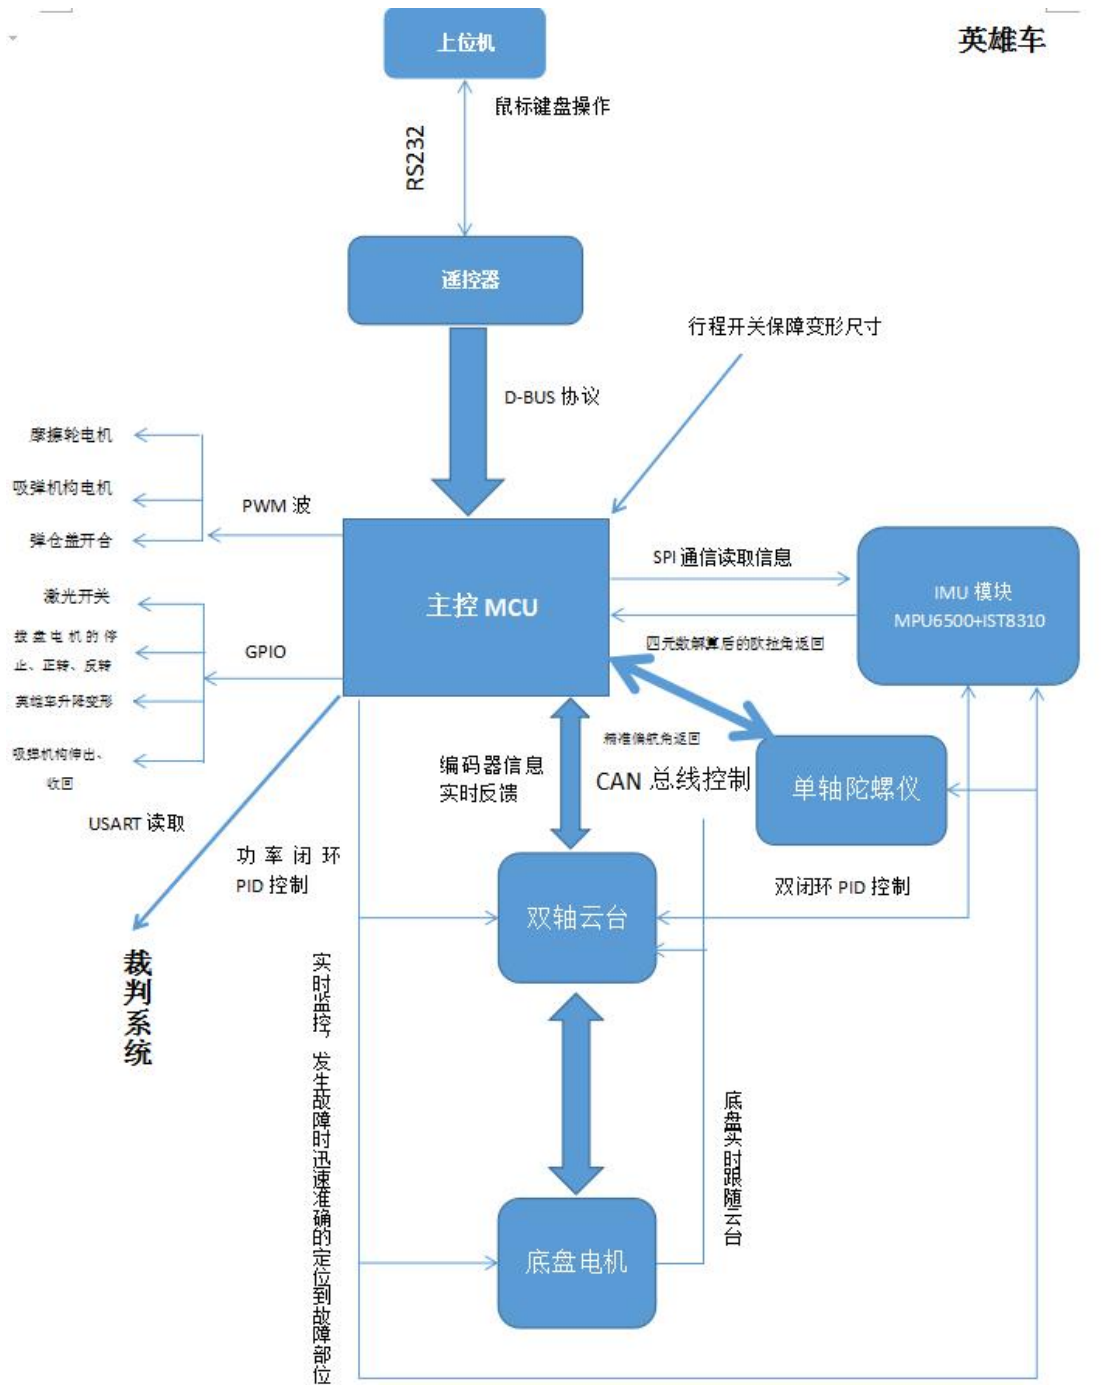 上位机
英雄车
鼠标键盘操作
RS232
遥控器
行程开关保障变形尺寸
D-BUS 协议
摩擦轮电机
吸弹机构电机
PWM 波
弹仓盖开合
主控 MCU
SPI 通信读取信息
IMU 模块
MPU6500+IST8310
激光开关
拨盘电机的停
止、正转、反转
GPIO
四元数解算后的欧拉角返回
英雄车升降变形
精准偏航角返回
吸弹机构伸出、
收回
编码器信息
实时反馈
CAN 总线控制
单轴陀螺仪
USART 读取
功率闭环
PID 控制
双闭环 PID 控制
双轴云台
裁判系统
实时监控，发生故障时迅速准确的定位到故障部位
底盘实时跟随云台
底盘电机